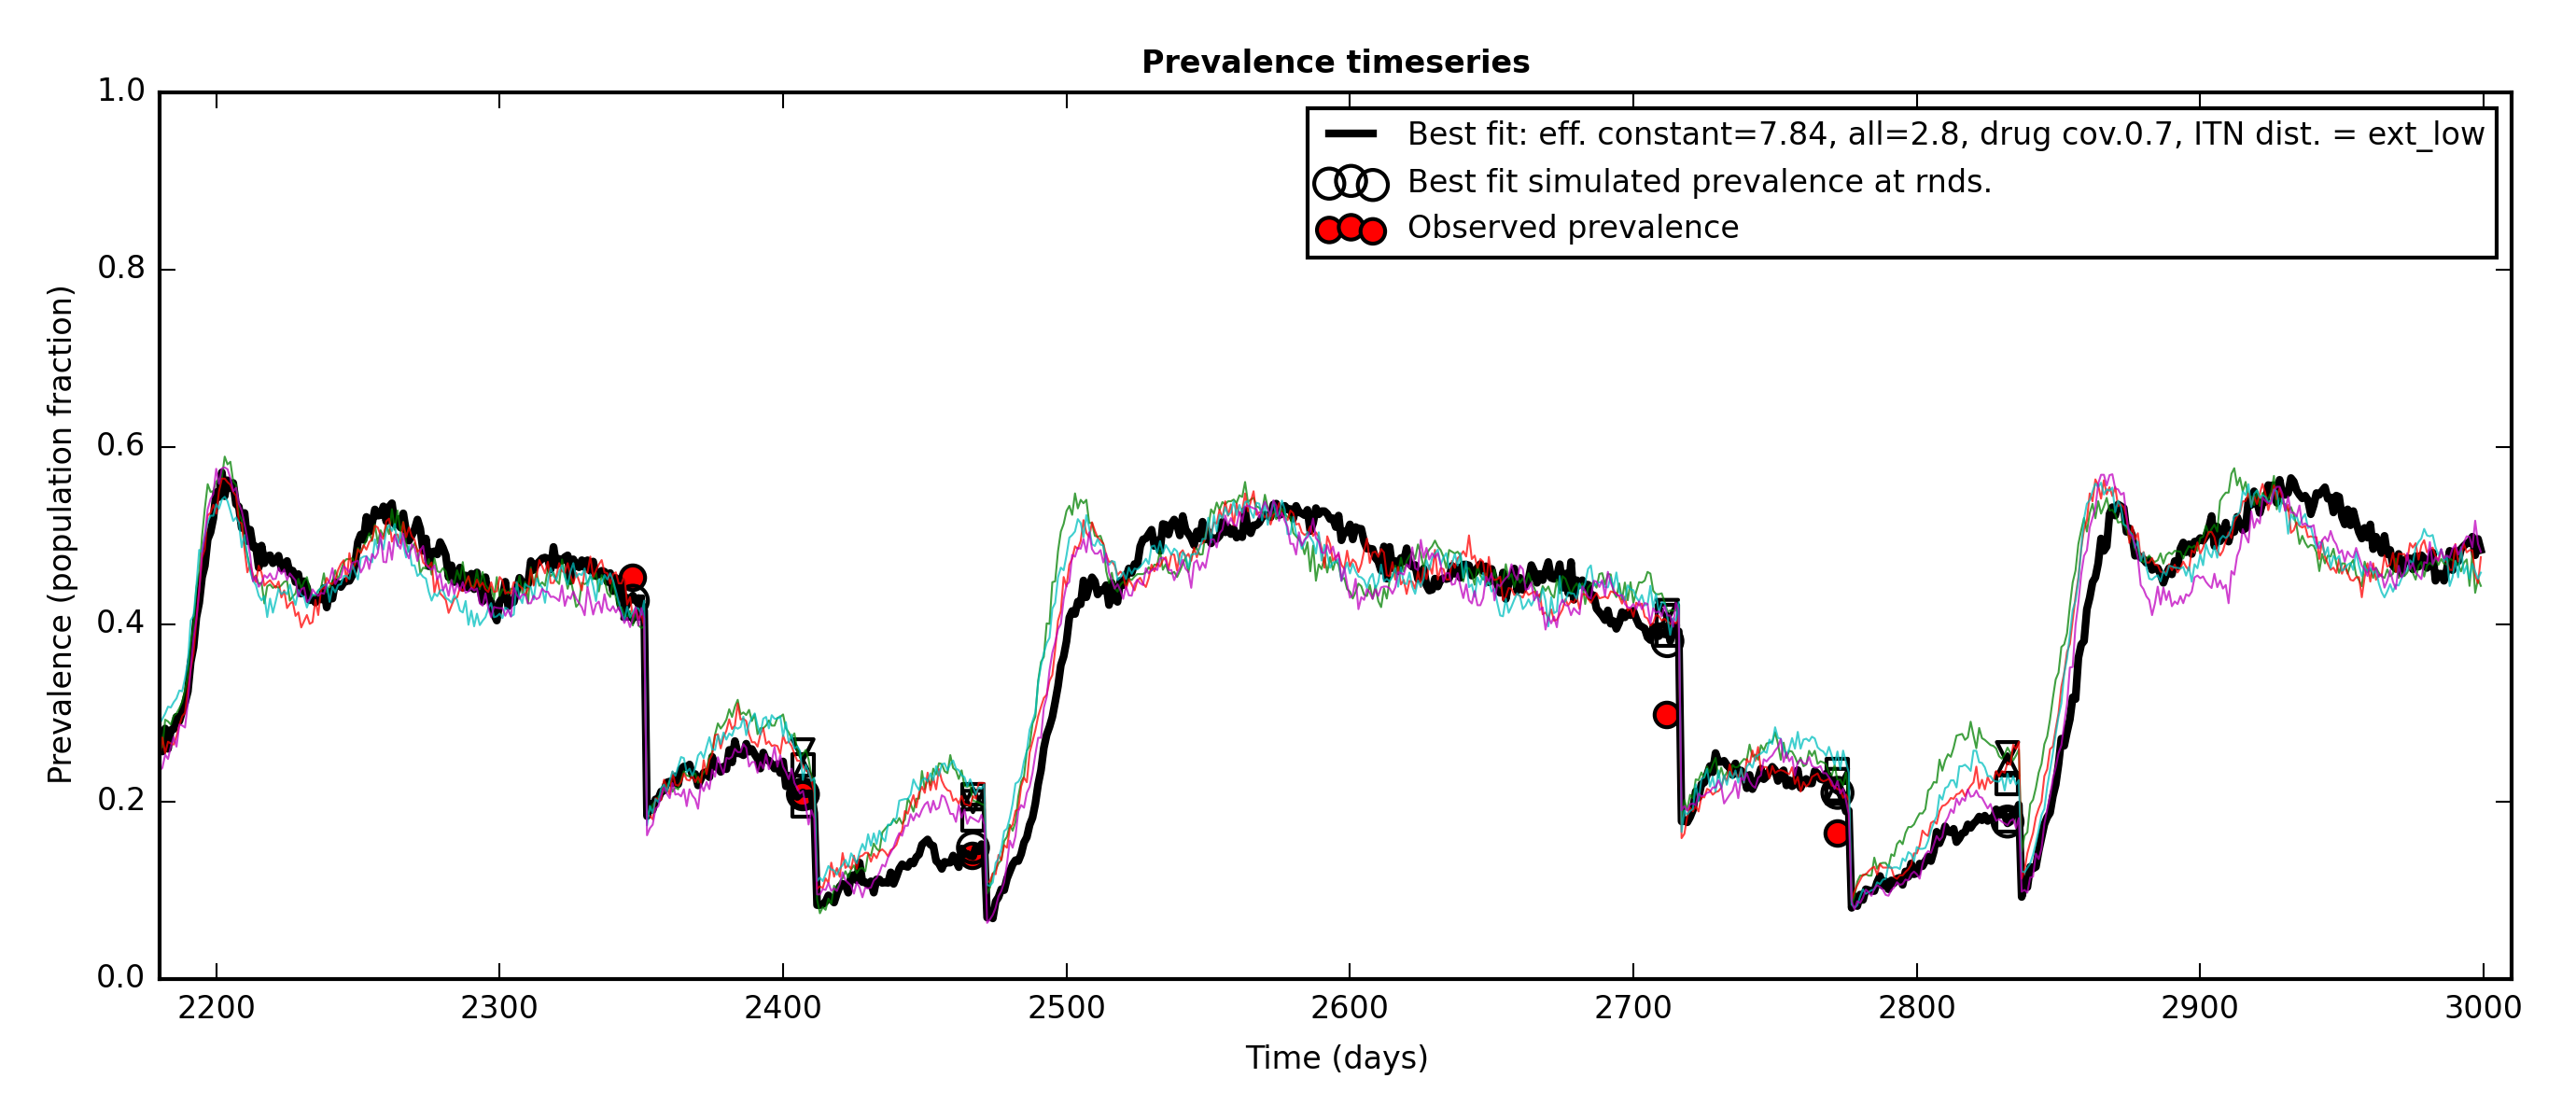 Prevalence timeseries
Best fit: eff. constant=7.84, all=2.8, drug cov.0.7, ITN dist. = ext_low
Best fit simulated prevalence at rnds.
Observed prevalence
Prevalence (population fraction)
1.0
0.8
0.6
0.4
0.2
0.0
2200 2300 2400 2500 2600 2700 2800 2900 3000
Time (days)